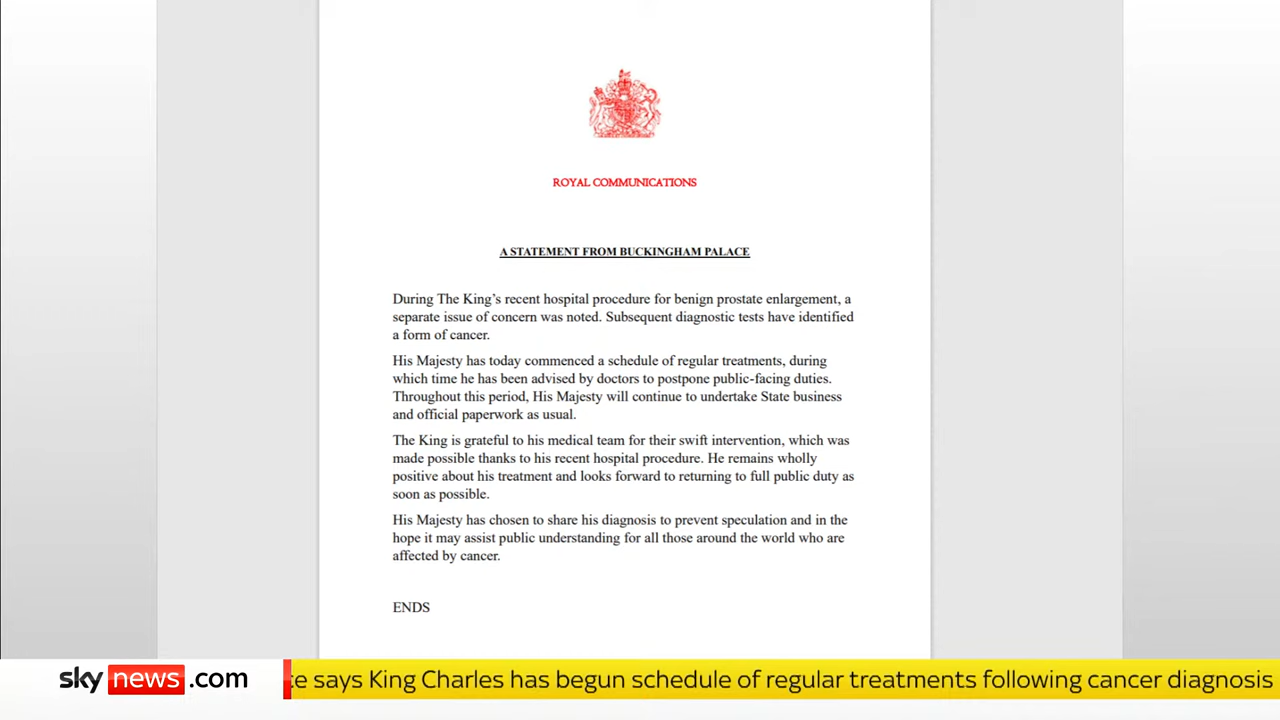 ROYAL COMMUNICATIONS
A STATEMENT FROM BUCKINGHAM PALACE
During The King's recent hospital procedure for benign prostate enlargement, a
separate issue of concern was noted. Subsequent diagnostic tests have identified
a form of cancer.
His Majesty has today commenced a schedule of regular treatments, during
which time he has been advised by doctors to postpone public-facing duties.
Throughout this period, His Majesty will continue to undertake State business
and official paperwork as usual.
The King is grateful to his medical team for their swift intervention, which was
made possible thanks to his recent hospital procedure. He remains wholly
positive about his treatment and looks forward to returning to full public duty as
soon as possible.
His Majesty has chosen to share his diagnosis to prevent speculation and in the
hope it may assist public understanding for all those around the world who are
affected by cancer.
ENDS
sky news .com
ce says King Charles has begun schedule of regular treatments following cancer diagnosis